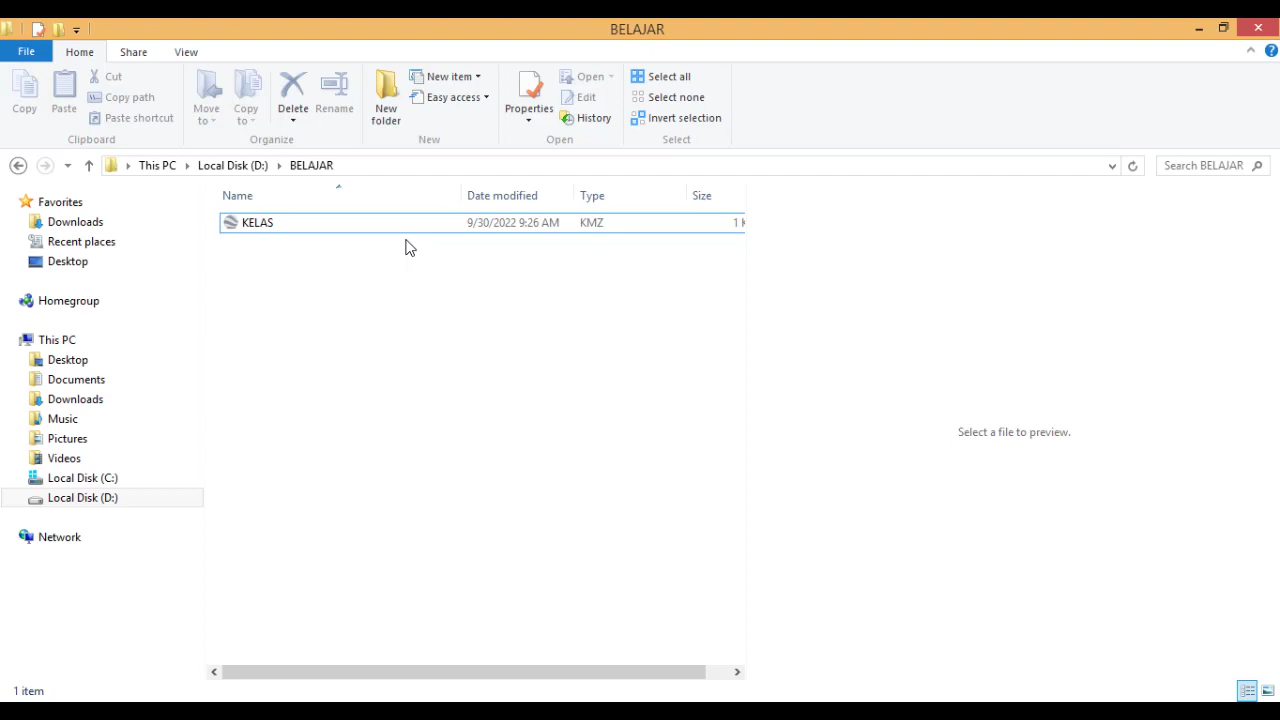 BELAJAR
File Home Share View
Copy
Paste
Cut
Copy path
Paste shortcut
Clipboard
Move to
Copy to
Delete
Rename
Organize
New folder
New item
Easy access
New
Properties
Open
Edit
History
Open
Select all
Select none
Invert selection
Select
This PC Local Disk (D:) BELAJAR
Search BELAJAR
Favorites
Downloads
Recent places
Desktop
Homegroup
This PC
Desktop
Documents
Downloads
Music
Pictures
Videos
Local Disk (C:)
Local Disk (D:)
Network
Name Date modified Type Size
KELAS 9/30/2022 9:26 AM KMZ 1 K
Select a file to preview.
1 item